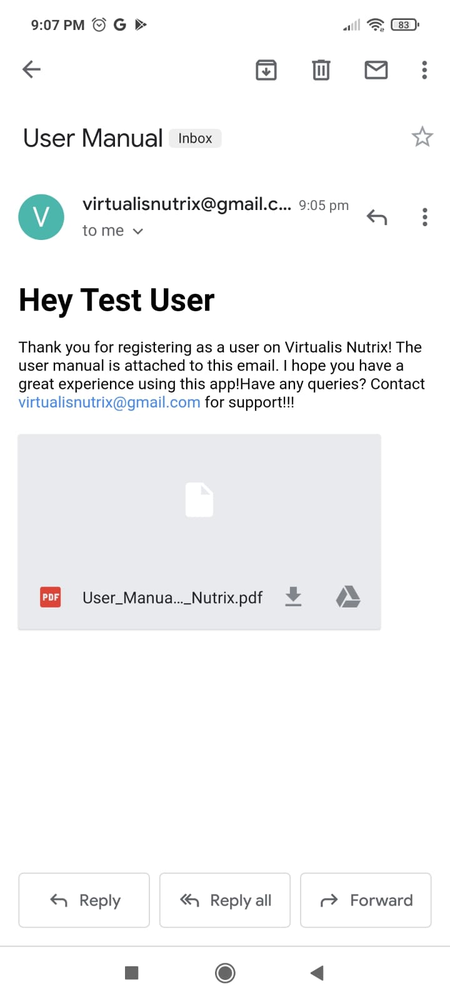 9:07 PM G 83
User Manual Inbox
V virtualisnutrix@gmail.c... 9:05 pm
to me
Hey Test User
Thank you for registering as a user on Virtualis Nutrix! The
user manual is attached to this email. I hope you have a
great experience using this app!Have any queries? Contact
virtualisnutrix@gmail.com for support!!!
PDF User_Manua..._Nutrix.pdf
Reply Reply all Forward